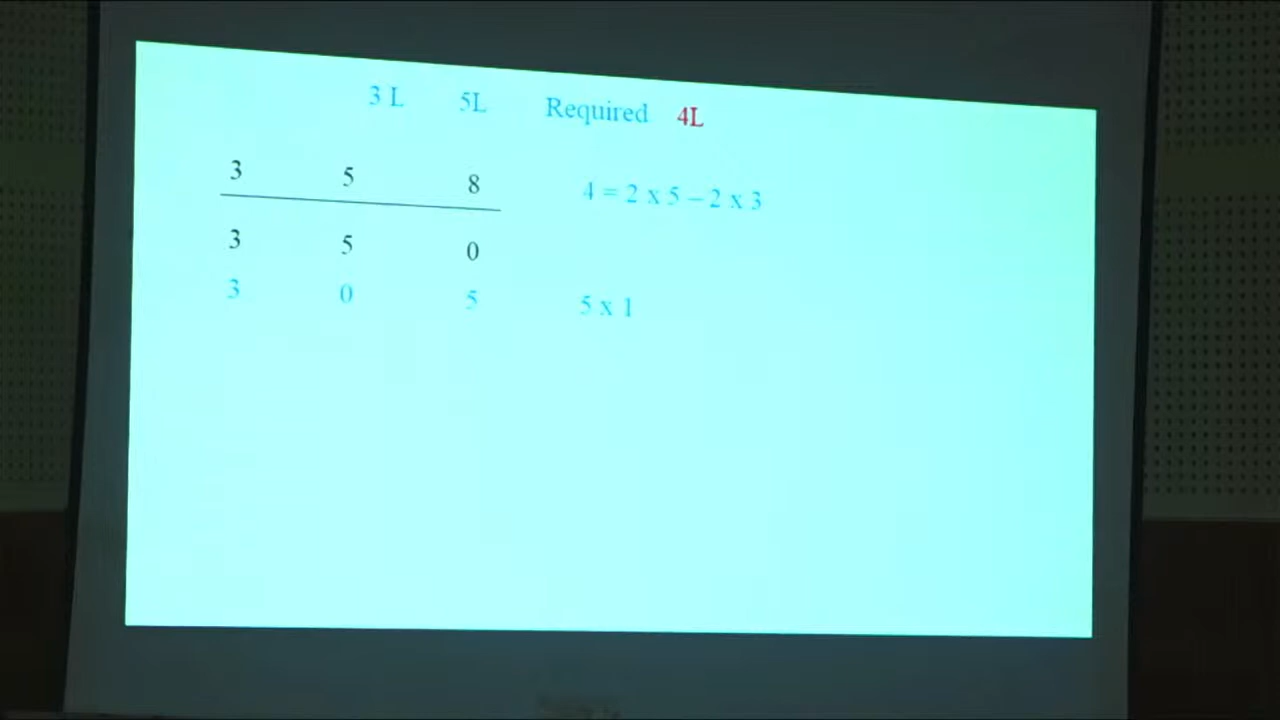 3 L 5L Required 4L
3 5 8 4 = 2 x 5 – 2 x 3
3 5 0
3 0 5 5 x 1